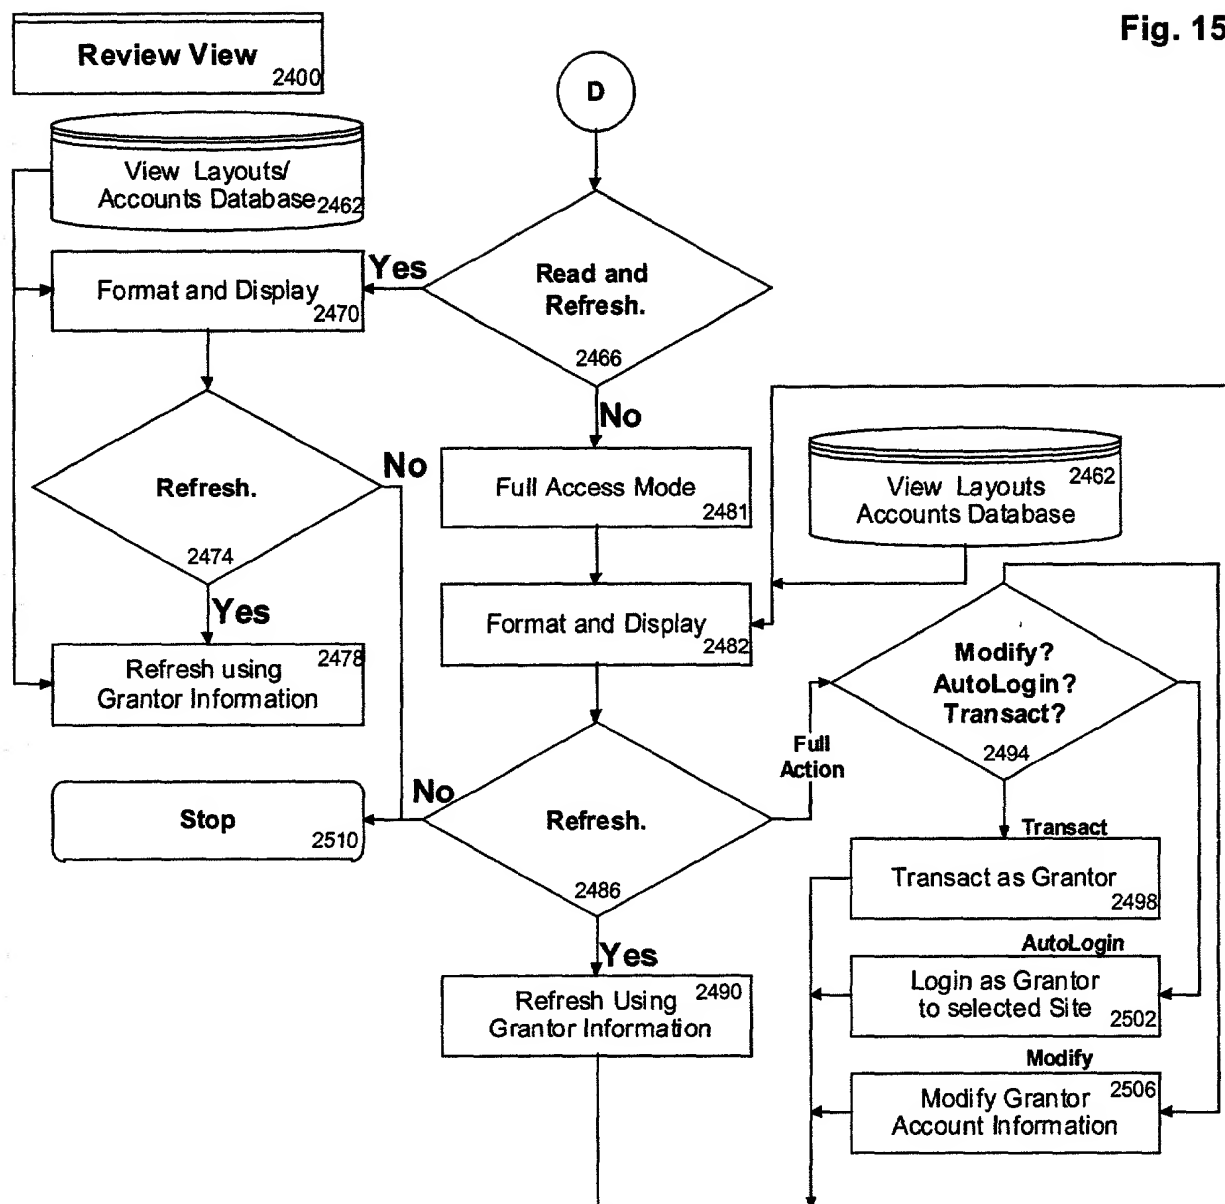 Fig. 15
Review View
2400
D
View Layouts/
Accounts Database
2462
Yes
Format and Display
2470
Read and
Refresh.
2466
No
Refresh.
2474
No
Full Access Mode
2481
View Layouts
2462
Accounts Database
Yes
Format and Display
2482
Refresh using
2478
Grantor Information
Modify?
AutoLogin?
Transact?
2494
Full
Action
Stop
2510
No
Refresh.
2486
Transact
Transact as Grantor
2498
Yes
AutoLogin
Login as Grantor
to selected Site
2502
Refresh Using
2490
Grantor Information
Modify
Modify Grantor
2506
Account Information